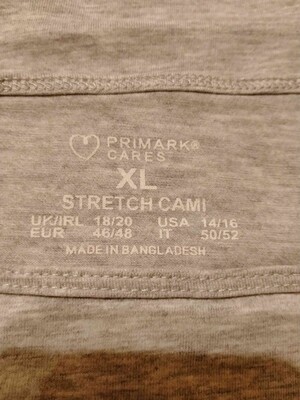 PRIMARK®
CARES
XL
STRETCH CAMI
UK/IRL 18/20 USA 14/16
EUR 46/48 IT 50/52
MADE IN BANGLADESH